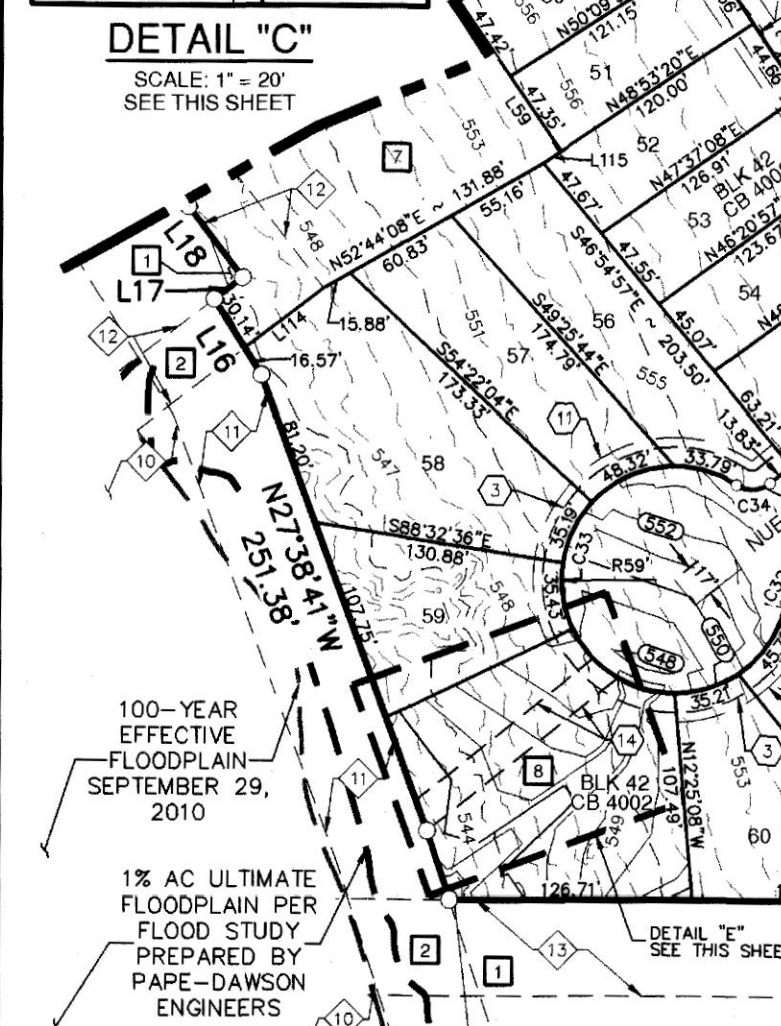 DETAIL "C"
SCALE: 1" = 20'
SEE THIS SHEET
47.42'
556
N50°09'
121.15'
51
47.35'
L59
556
N48°53'20"E
120.00'
44.66'
553
7
L115
52
N47°37'08"E
126.91'
BLK 42
CB 4002
12
L18
548
N52°44'08"E ~ 131.88'
55.16'
60.83'
47.67'
53
N46°20'57"
123.67'
S46°54'57"E ~ 203.50'
47.55'
54
1
L17
30.14'
L114
15.88'
16.57'
L16
12
2
551
57
S49°25'44"E
174.79'
56
555
45.07'
S54°22'04"E
173.33'
63.21'
13.83'
11
11
10
81.20'
547
58
3
48.32'
33.79'
C34
NUE
N27°38'41"W
251.38'
S88°32'36"E
130.88'
35.19'
C33
35.43'
552
R59'
117'
107.75'
59
548
548
550
35.21'
100-YEAR
EFFECTIVE
FLOODPLAIN
SEPTEMBER 29,
2010
11
14
8
BLK 42
CB 4002
549
N12°25'08"W
107.49'
3
553
60
544
126.71'
1% AC ULTIMATE
FLOODPLAIN PER
FLOOD STUDY
PREPARED BY
PAPE-DAWSON
ENGINEERS
DETAIL "E"
SEE THIS SHEE
13
2
1
10